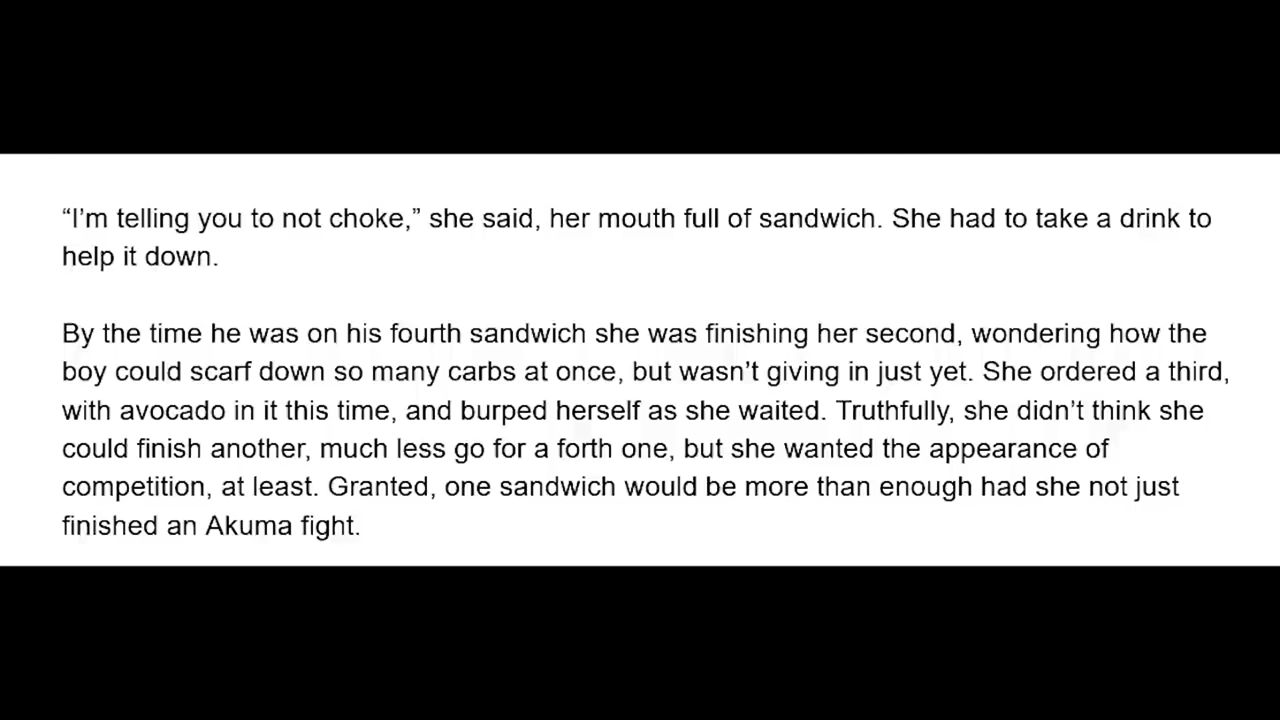 “I’m telling you to not choke,” she said, her mouth full of sandwich. She had to take a drink to
help it down.
By the time he was on his fourth sandwich she was finishing her second, wondering how the
boy could scarf down so many carbs at once, but wasn’t giving in just yet. She ordered a third,
with avocado in it this time, and burped herself as she waited. Truthfully, she didn’t think she
could finish another, much less go for a forth one, but she wanted the appearance of
competition, at least. Granted, one sandwich would be more than enough had she not just
finished an Akuma fight.